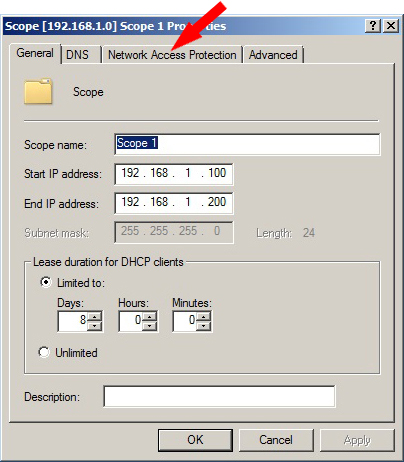 Scope [192.168.1.0] Scope 1 Properties
General DNS Network Access Protection Advanced
Scope
Scope name: Scope 1
Start IP address: 192 . 168 . 1 . 100
End IP address: 192 . 168 . 1 . 200
Subnet mask: 255 . 255 . 255 . 0 Length: 24
Lease duration for DHCP clients
Limited to:
Days: Hours: Minutes:
8 0 0
Unlimited
Description:
OK Cancel Apply